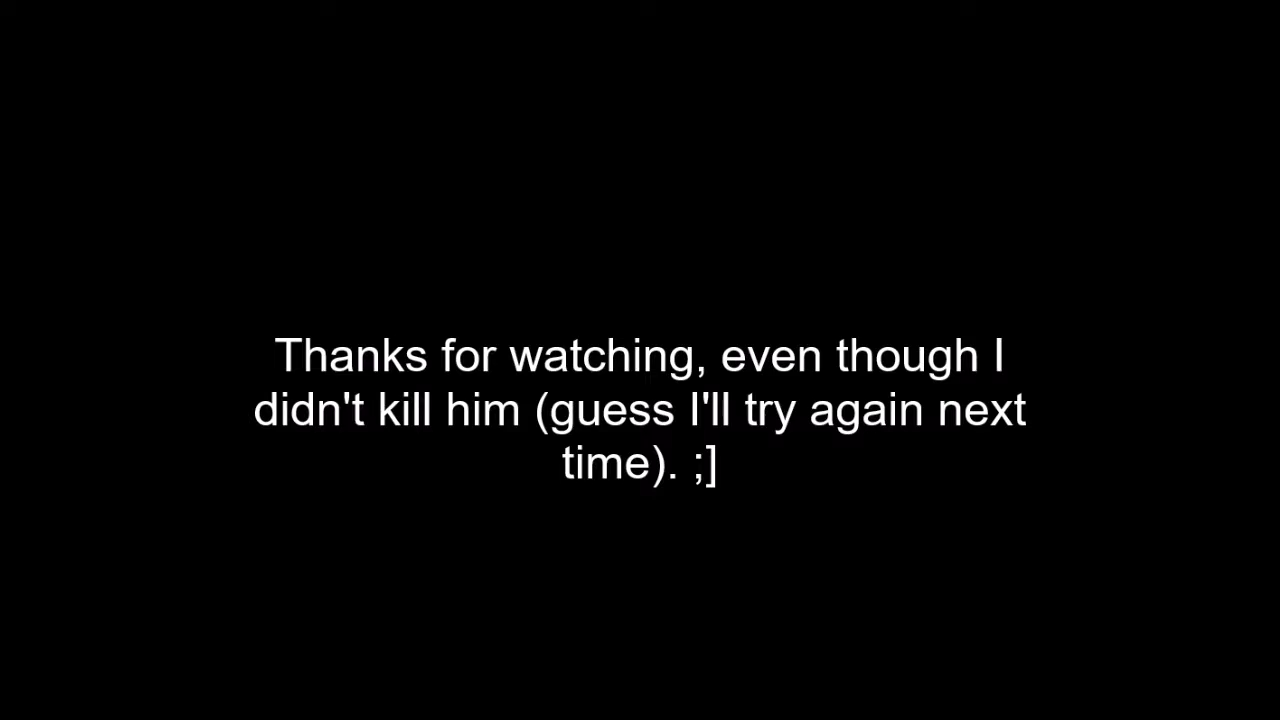 Thanks for watching, even though I
didn't kill him (guess I'll try again next
time). ;]